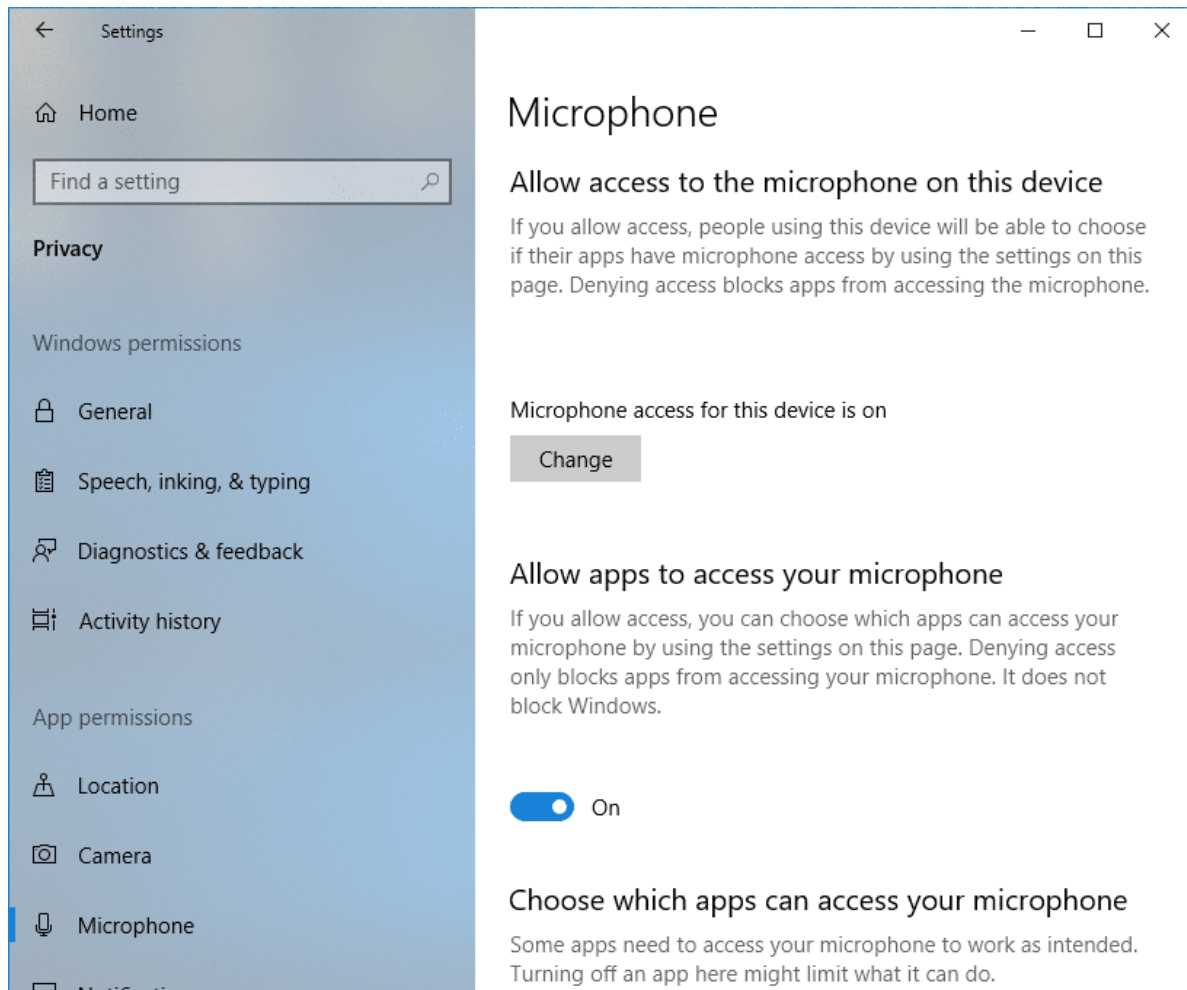 Settings
Home
Find a setting
Privacy
Windows permissions
General
Speech, inking, & typing
Diagnostics & feedback
Activity history
App permissions
Location
Camera
Microphone
Microphone
Allow access to the microphone on this device
If you allow access, people using this device will be able to choose
if their apps have microphone access by using the settings on this
page. Denying access blocks apps from accessing the microphone.
Microphone access for this device is on
Change
Allow apps to access your microphone
If you allow access, you can choose which apps can access your
microphone by using the settings on this page. Denying access
only blocks apps from accessing your microphone. It does not
block Windows.
On
Choose which apps can access your microphone
Some apps need to access your microphone to work as intended.
Turning off an app here might limit what it can do.